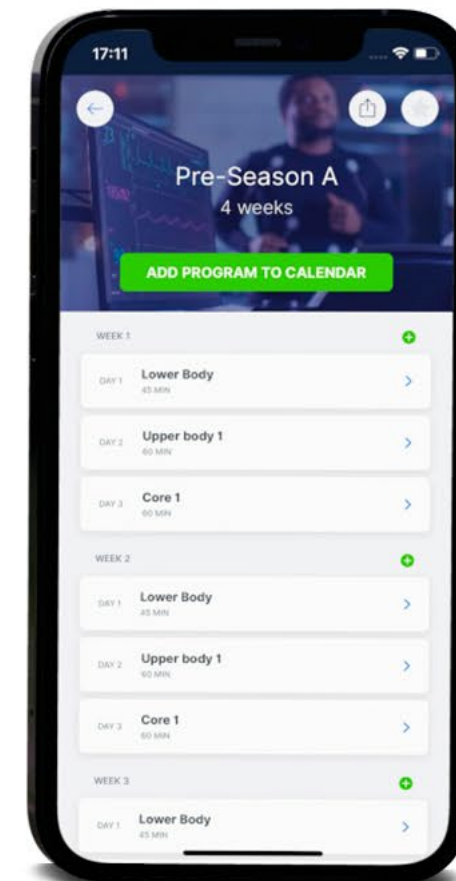 17:11
Pre-Season A
4 weeks
ADD PROGRAM TO CALENDAR
WEEK 1
DAY 1
Lower Body
45 MIN
DAY 2
Upper body 1
60 MIN
DAY 3
Core 1
60 MIN
WEEK 2
DAY 1
Lower Body
45 MIN
DAY 2
Upper body 1
60 MIN
DAY 3
Core 1
60 MIN
WEEK 3
DAY 1
Lower Body
45 MIN